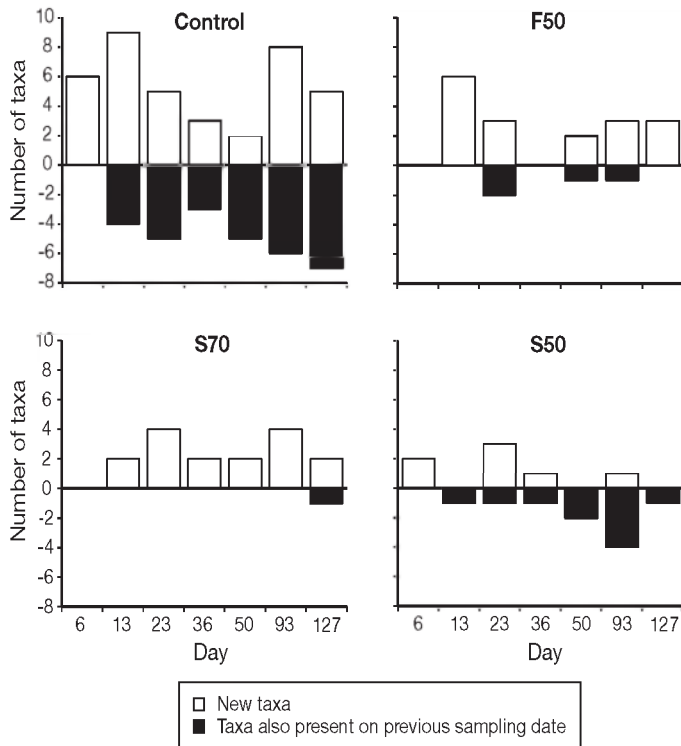 Control
F50
Number of taxa
10
8
6
4
2
0
-2
-4
-6
-8
S70
S50
Number of taxa
10
8
6
4
2
0
-2
-4
-6
-8
6 13 23 36 50 93 127
6 13 23 36 50 93 127
Day
Day
New taxa
Taxa also present on previous sampling date